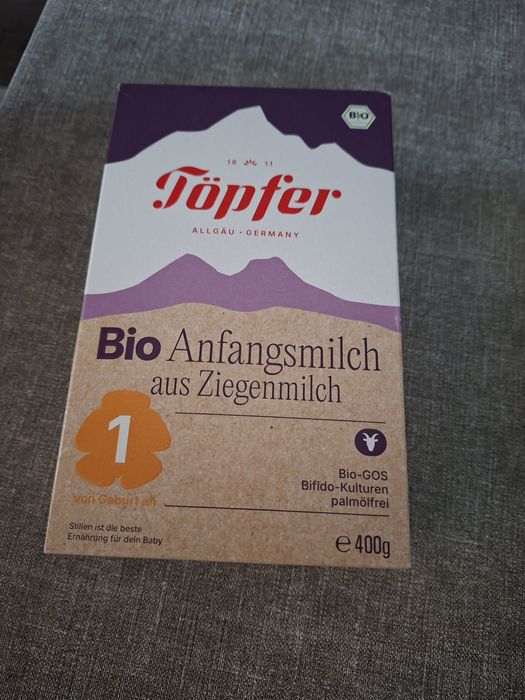 BIO
19 11
Töpfer
ALLGÄU · GERMANY
Bio Anfangsmilch
aus Ziegenmilch
1
von Geburt an
Bio-GOS
Bifido-Kulturen
palmölfrei
Stillen ist die beste
Ernährung für dein Baby
℮ 400g